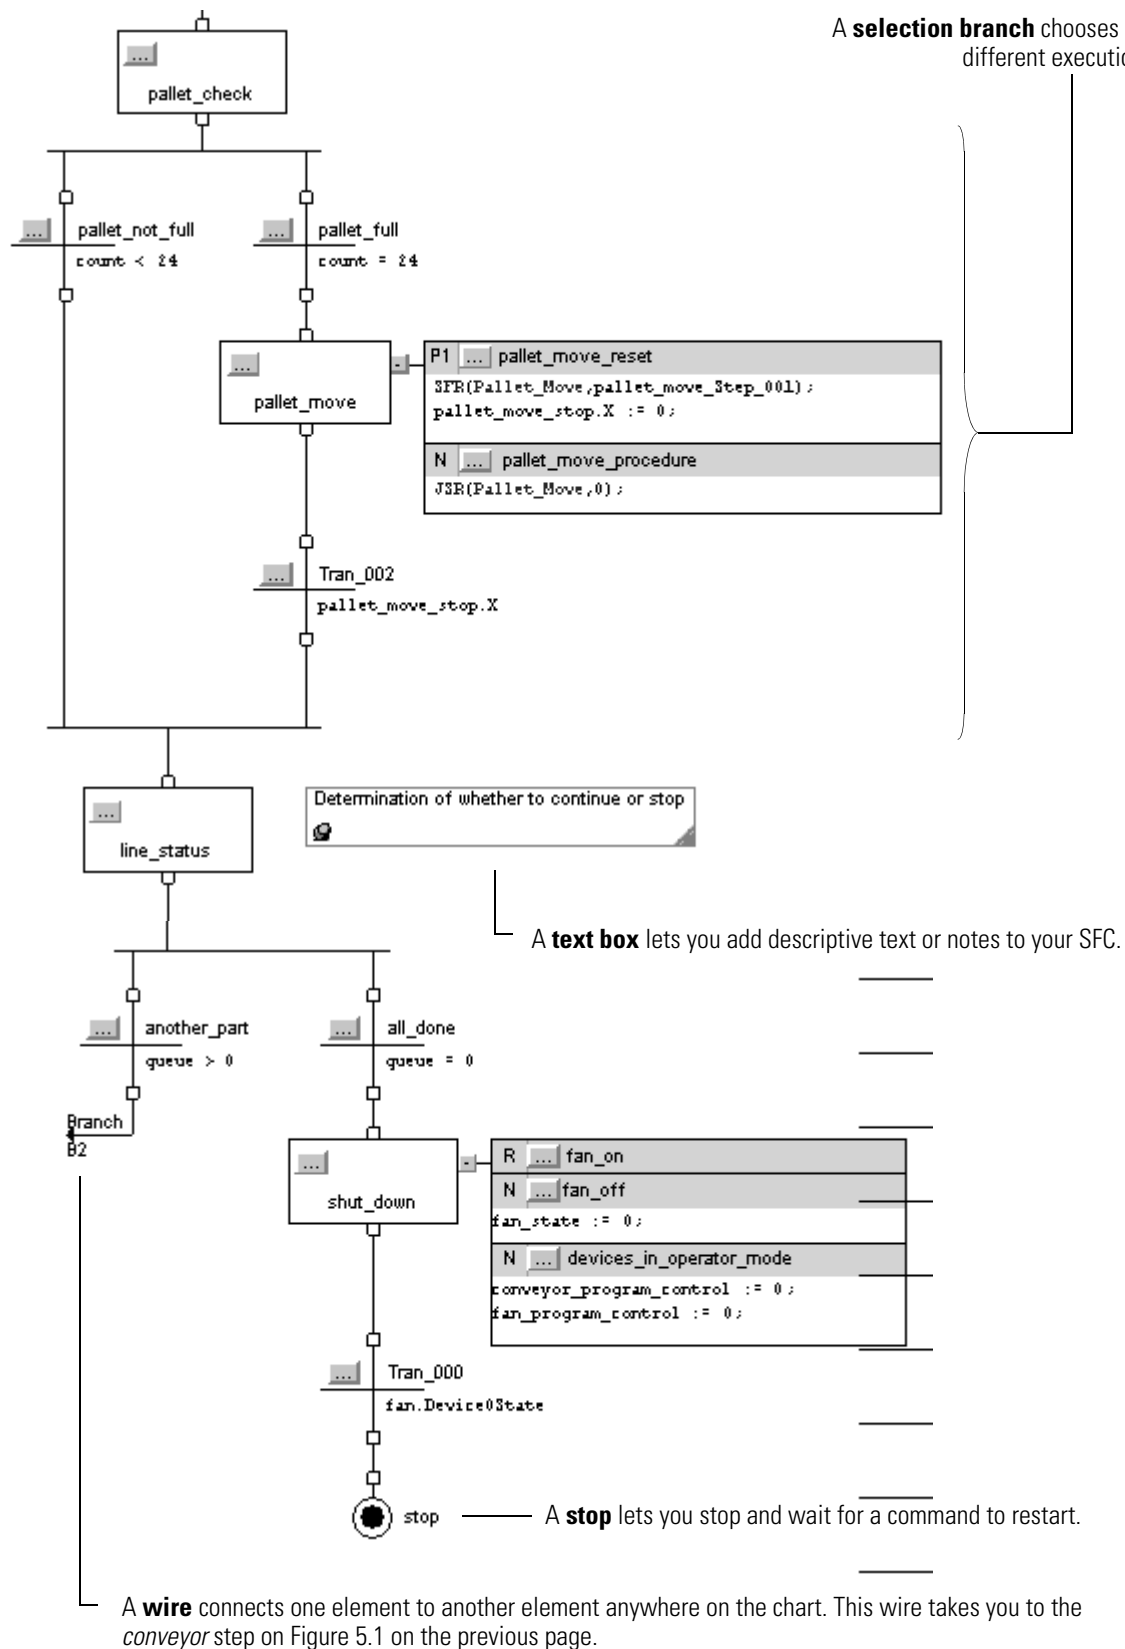 A selection branch chooses
different executio
...
pallet_check
... pallet_not_full
count < 24
... pallet_full
count = 24
...
pallet_move
P1 ... pallet_move_reset
SFR(Pallet_Move,pallet_move_Step_001);
pallet_move_stop.X := 0;
N ... pallet_move_procedure
JSR(Pallet_Move,0);
... Tran_002
pallet_move_stop.X
...
line_status
Determination of whether to continue or stop
A text box lets you add descriptive text or notes to your SFC.
... another_part
queue > 0
... all_done
queue = 0
Branch
B2
...
shut_down
R ... fan_on
N ... fan_off
fan_state := 0;
N ... devices_in_operator_mode
conveyor_program_control := 0;
fan_program_control := 0;
... Tran_000
fan.Device0State
stop
A stop lets you stop and wait for a command to restart.
A wire connects one element to another element anywhere on the chart. This wire takes you to the
conveyor step on Figure 5.1 on the previous page.